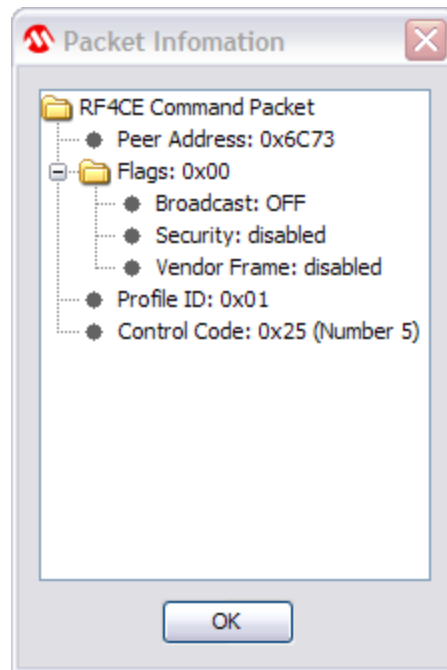 Packet Infomation
RF4CE Command Packet
Peer Address: 0x6C73
Flags: 0x00
Broadcast: OFF
Security: disabled
Vendor Frame: disabled
Profile ID: 0x01
Control Code: 0x25 (Number 5)
OK